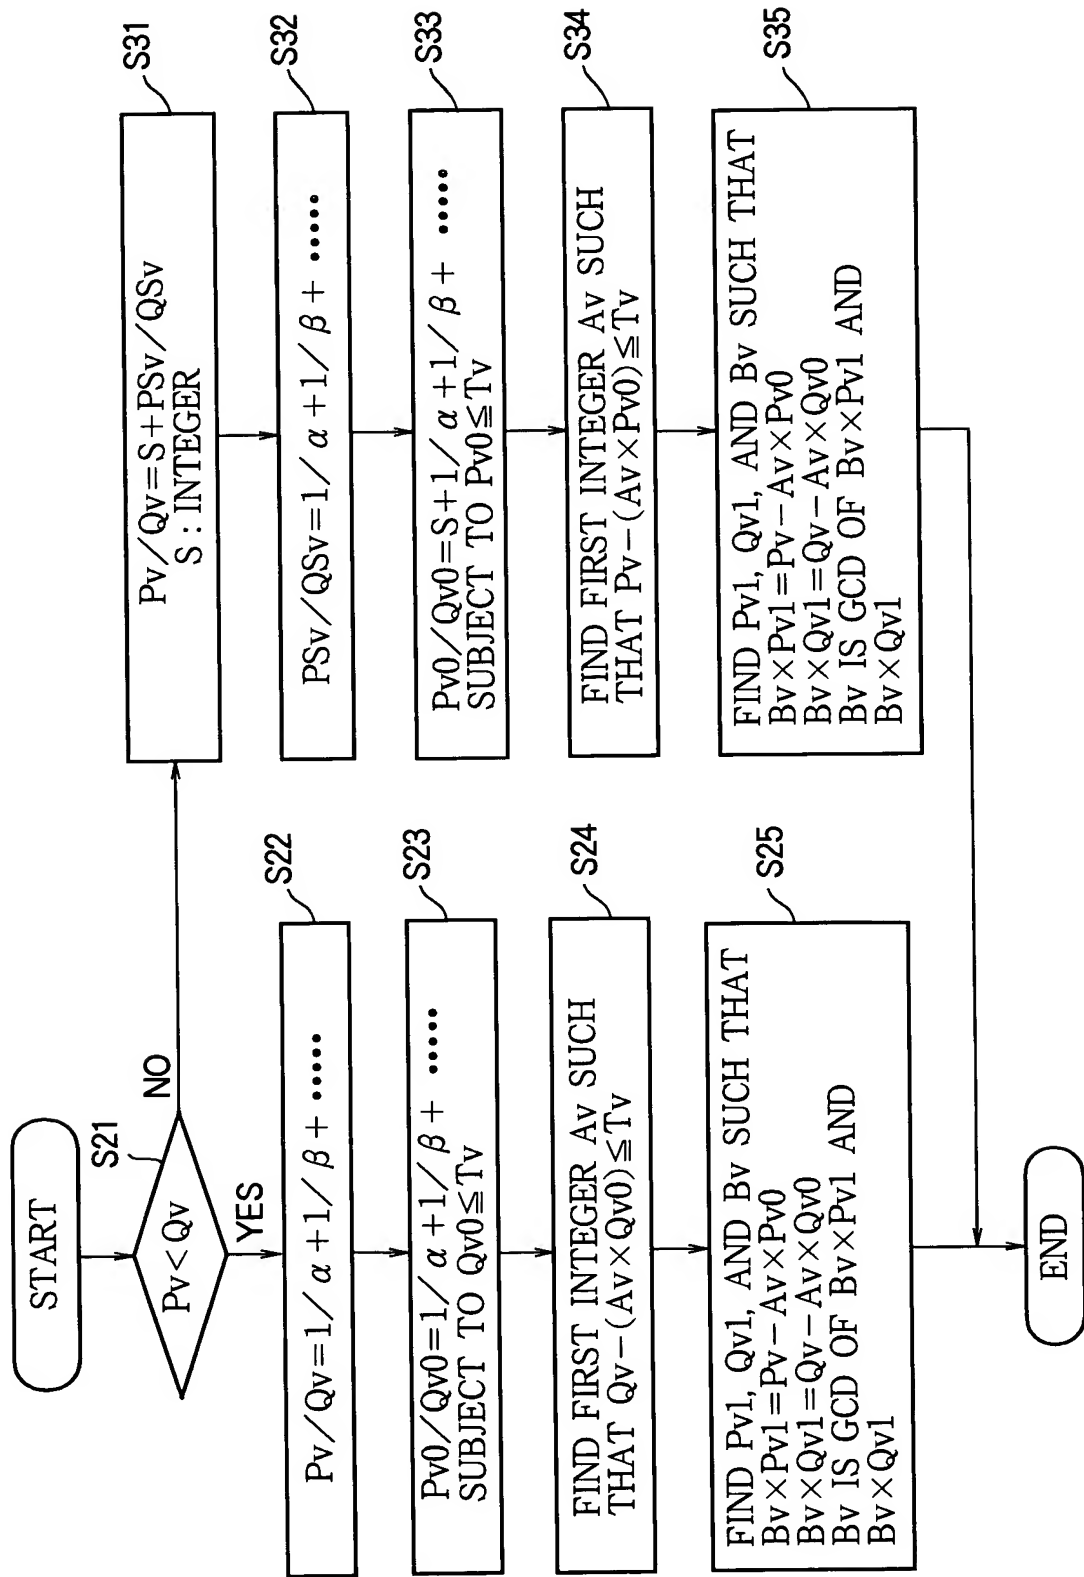 START
S21
Pv<Qv
NO
YES
S22
Pv/Qv=1/α+1/β+ •••••
S23
Pv0/Qv0=1/α+1/β+ •••••
SUBJECT TO Qv0≦Tv
S24
FIND FIRST INTEGER Av SUCH
THAT Qv-(Av×Qv0)≦Tv
S25
FIND Pv1, Qv1, AND Bv SUCH THAT
Bv×Pv1=Pv-Av×Pv0
Bv×Qv1=Qv-Av×Qv0
Bv IS GCD OF Bv×Pv1 AND
Bv×Qv1
S31
Pv/Qv=S+PSv/QSv
S : INTEGER
S32
PSv/QSv=1/α+1/β+ •••••
S33
Pv0/Qv0=S+1/α+1/β+ •••••
SUBJECT TO Pv0≦Tv
S34
FIND FIRST INTEGER Av SUCH
THAT Pv-(Av×Pv0)≦Tv
S35
FIND Pv1, Qv1, AND Bv SUCH THAT
Bv×Pv1=Pv-Av×Pv0
Bv×Qv1=Qv-Av×Qv0
Bv IS GCD OF Bv×Pv1 AND
Bv×Qv1
END